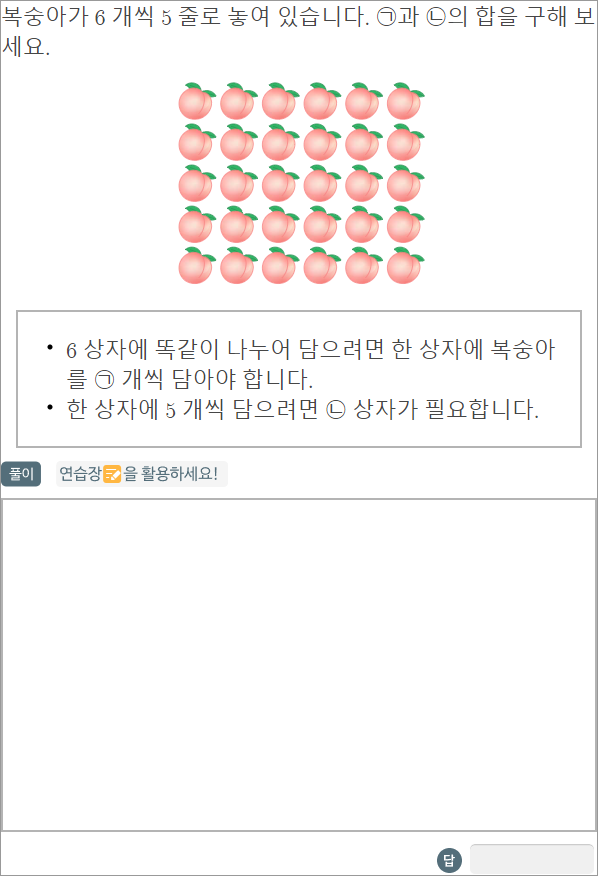 복숭아가 6 개씩 5 줄로 놓여 있습니다. ㉠과 ㉡의 합을 구해 보
세요.
• 6 상자에 똑같이 나누어 담으려면 한 상자에 복숭아
를 ㉠ 개씩 담아야 합니다.
• 한 상자에 5 개씩 담으려면 ㉡ 상자가 필요합니다.
풀이 연습장📝을 활용하세요!
답